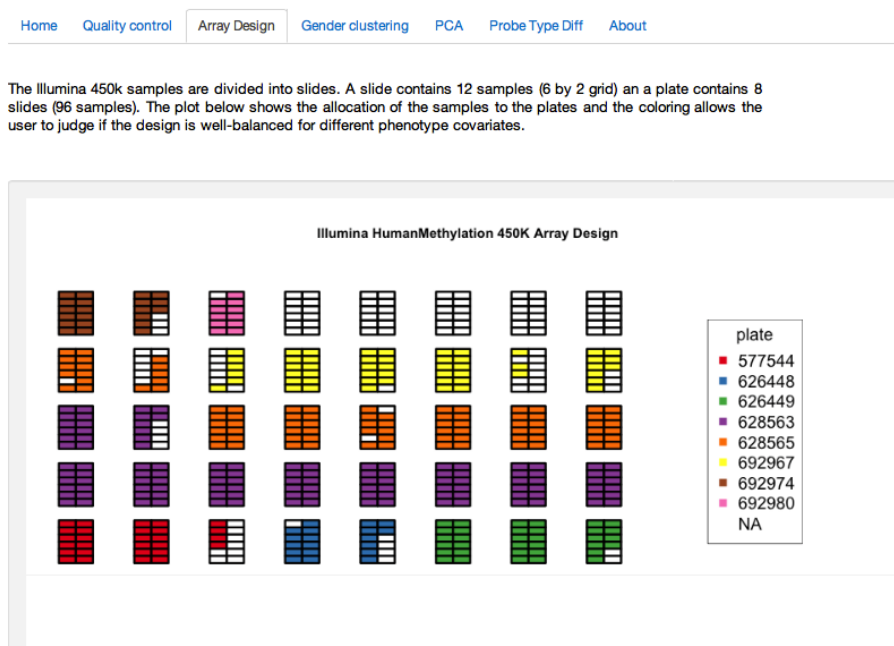 Home Quality control Array Design Gender clustering PCA Probe Type Diff About
The Illumina 450k samples are divided into slides. A slide contains 12 samples (6 by 2 grid) an a plate contains 8
slides (96 samples). The plot below shows the allocation of the samples to the plates and the coloring allows the
user to judge if the design is well-balanced for different phenotype covariates.
Illumina HumanMethylation 450K Array Design
plate
577544
626448
626449
628563
628565
692967
692974
692980
NA